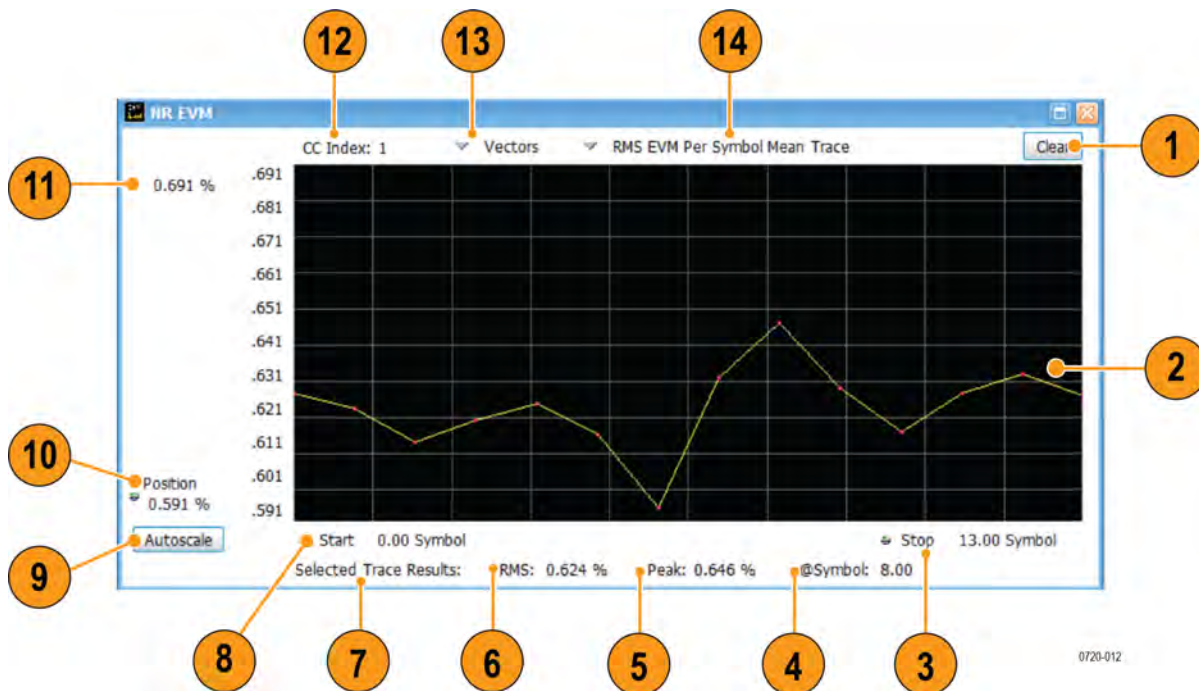 12 13 14
NR EVM
CC Index: 1 Vectors RMS EVM Per Symbol Mean Trace Clear 1
11 0.691 % .691
.681
.671
.661
.651
.641
.631 2
.621
.611
10 Position .601
0.591 % .591
9 Autoscale Start 0.00 Symbol Stop 13.00 Symbol
Selected Trace Results: RMS: 0.624 % Peak: 0.646 % @Symbol: 8.00
8 7 6 5 4 3
0720-012